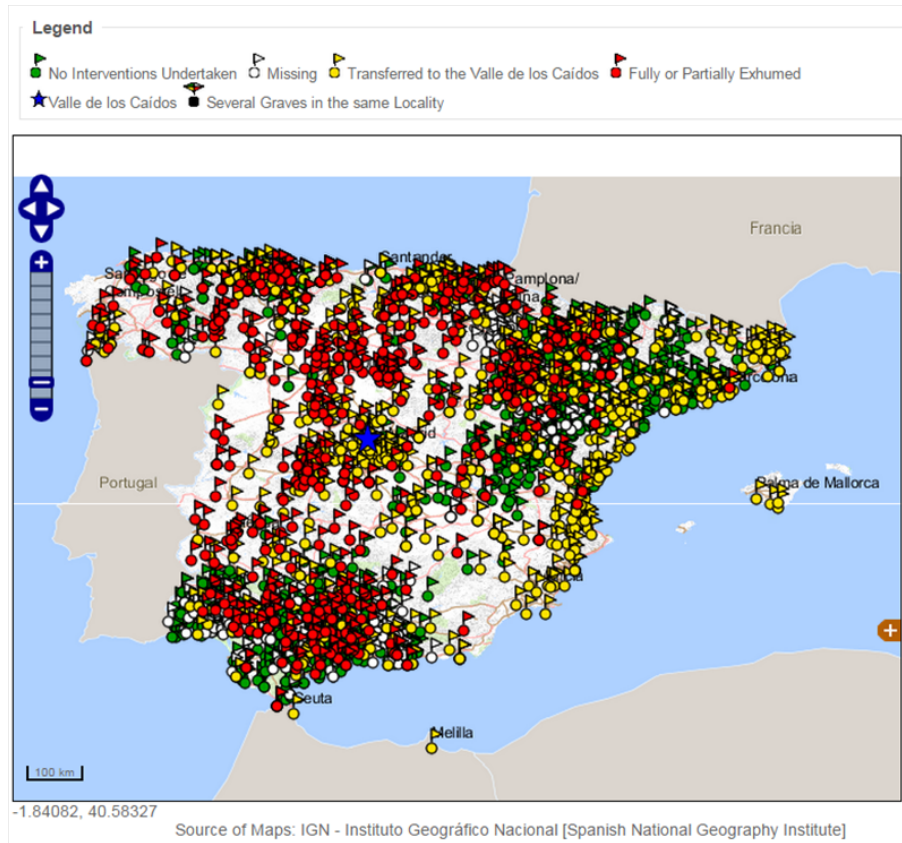 Legend
No Interventions Undertaken Missing Transferred to the Valle de los Caídos Fully or Partially Exhumed
Valle de los Caídos Several Graves in the same Locality
Francia
Santander
Pamplona/
Portugal
Palma de Mallorca
Ceuta
Melilla
100 km
-1.84082, 40.58327
Source of Maps: IGN - Instituto Geográfico Nacional [Spanish National Geography Institute]